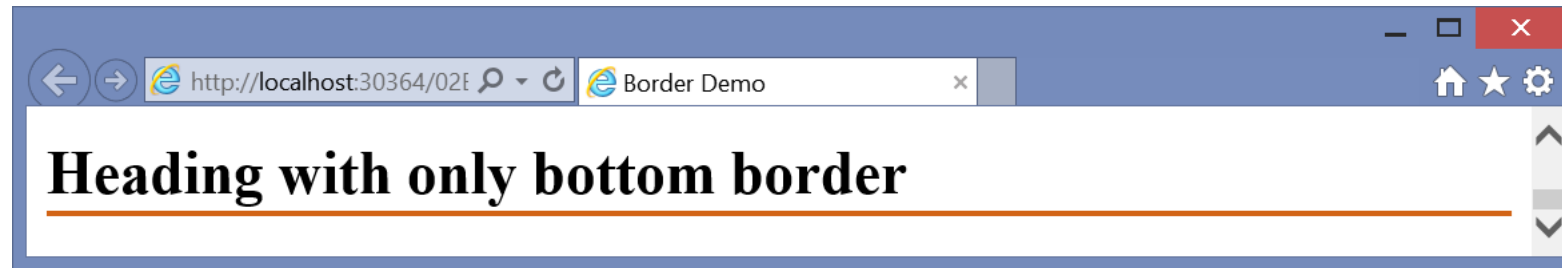 http://localhost:30364/02E
Border Demo
Heading with only bottom border